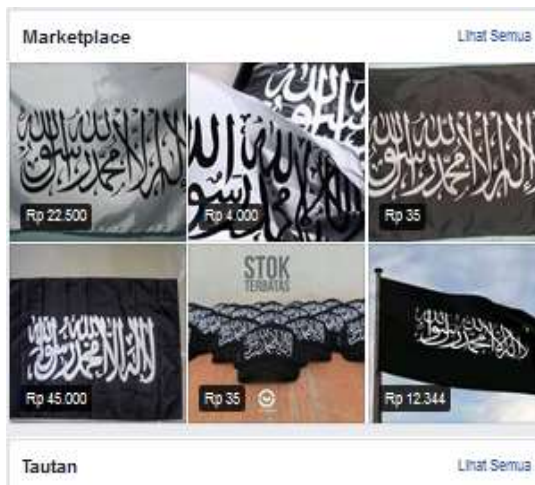 Marketplace
Lihat Semua
لا إله إلا الله محمد رسول الله
Rp 22.500
Rp 4.000
لا إله إلا الله محمد رسول الله
Rp 35
لا إله إلا الله محمد رسول الله
Rp 45.000
STOK
TERBATAS
Rp 35
لا إله إلا الله محمد رسول الله
Rp 12.344
Tautan
Lihat Semua